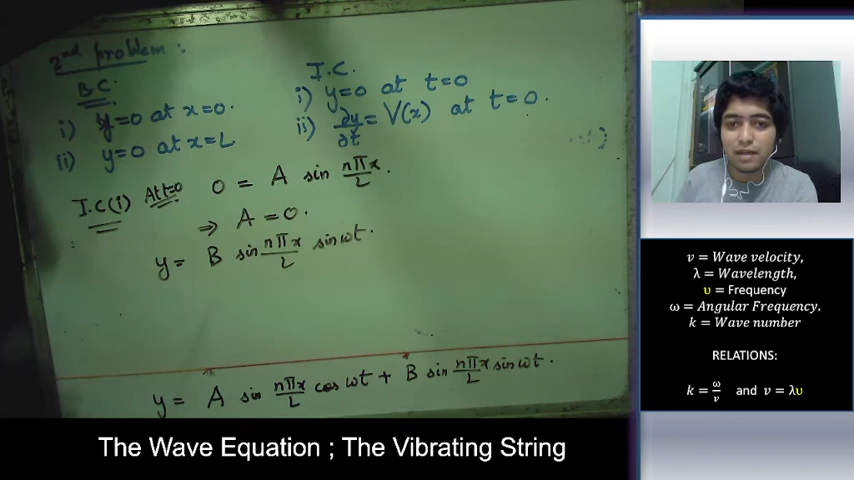 2nd problem :
B.C.
i) y=0 at x=0.
ii) y=0 at x=L
I.C.
i) y=0 at t=0
ii) ∂y/∂t = V(x) at t=0.
I.C(i) At t=0 0 = A sin nπx/L.
⇒ A=0.
y = B sin nπx/L sin ωt.
y = A sin nπx/L cos ωt + B sin nπx/L sin ωt.
v = Wave velocity,
λ = Wavelength,
υ = Frequency
ω = Angular Frequency.
k = Wave number
RELATIONS:
k = ω/v and v = λυ
The Wave Equation ; The Vibrating String